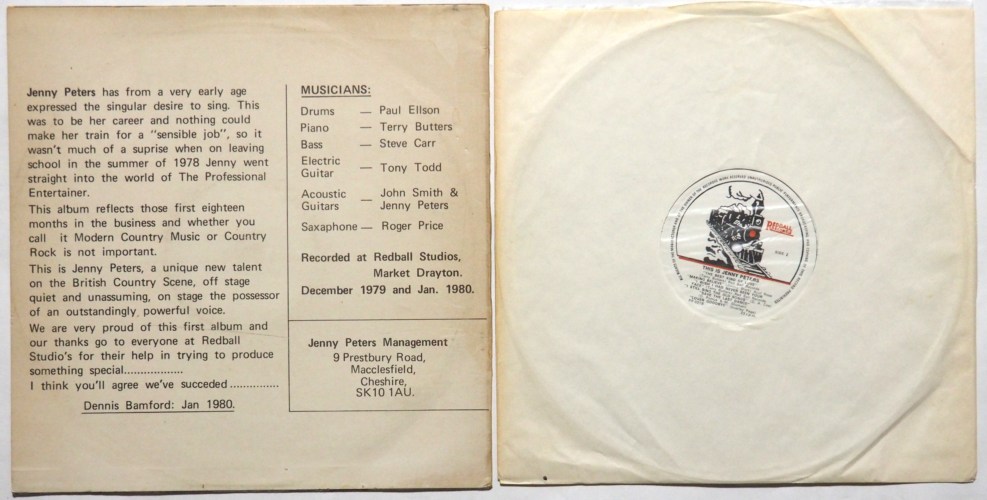 Jenny Peters has from a very early age
expressed the singular desire to sing. This
was to be her career and nothing could
make her train for a "sensible job", so it
wasn't much of a suprise when on leaving
school in the summer of 1978 Jenny went
straight into the world of The Professional
Entertainer.
This album reflects those first eighteen
months in the business and whether you
call it Modern Country Music or Country
Rock is not important.
This is Jenny Peters, a unique new talent
on the British Country Scene, off stage
quiet and unassuming, on stage the possessor
of an outstandingly powerful voice.
We are very proud of this first album and
our thanks go to everyone at Redball
Studio's for their help in trying to produce
something special..................
I think you'll agree we've succeded...............
Dennis Bamford: Jan 1980.
MUSICIANS:
Drums — Paul Ellson
Piano — Terry Butters
Bass — Steve Carr
Electric
Guitar — Tony Todd
Acoustic — John Smith &
Guitars Jenny Peters
Saxaphone — Roger Price
Recorded at Redball Studios,
Market Drayton.
December 1979 and Jan. 1980.
Jenny Peters Management
9 Prestbury Road,
Macclesfield,
Cheshire,
SK10 1AU.
REDBALL
RECORDS
THIS IS JENNY PETERS